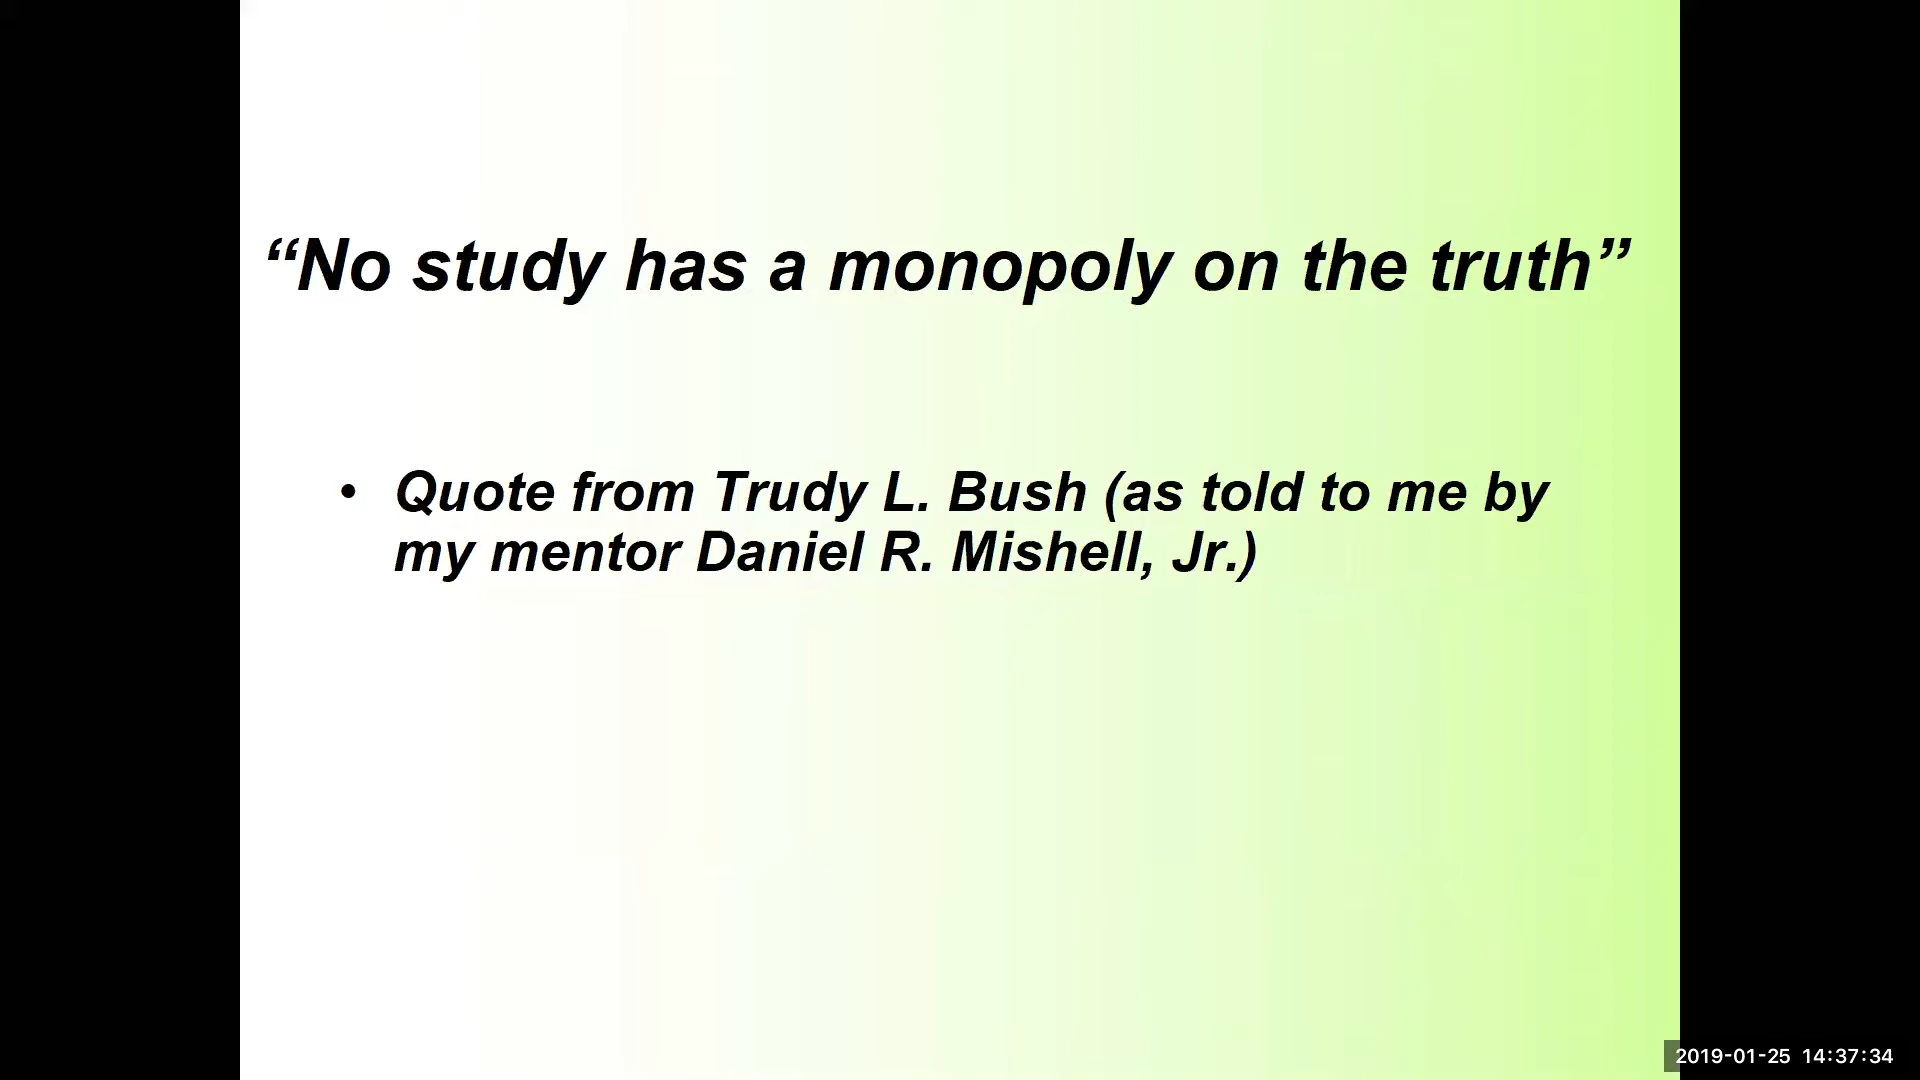 “No study has a monopoly on the truth”
• Quote from Trudy L. Bush (as told to me by
my mentor Daniel R. Mishell, Jr.)
2019-01-25 14:37:34